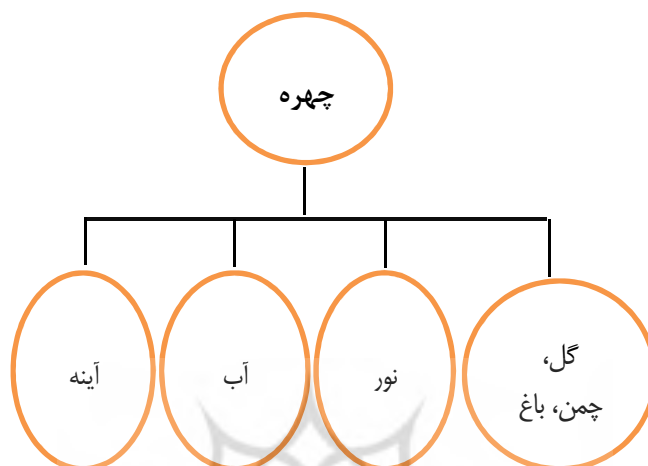 چهره
گل،
چمن، باغ
نور
آب
آینه